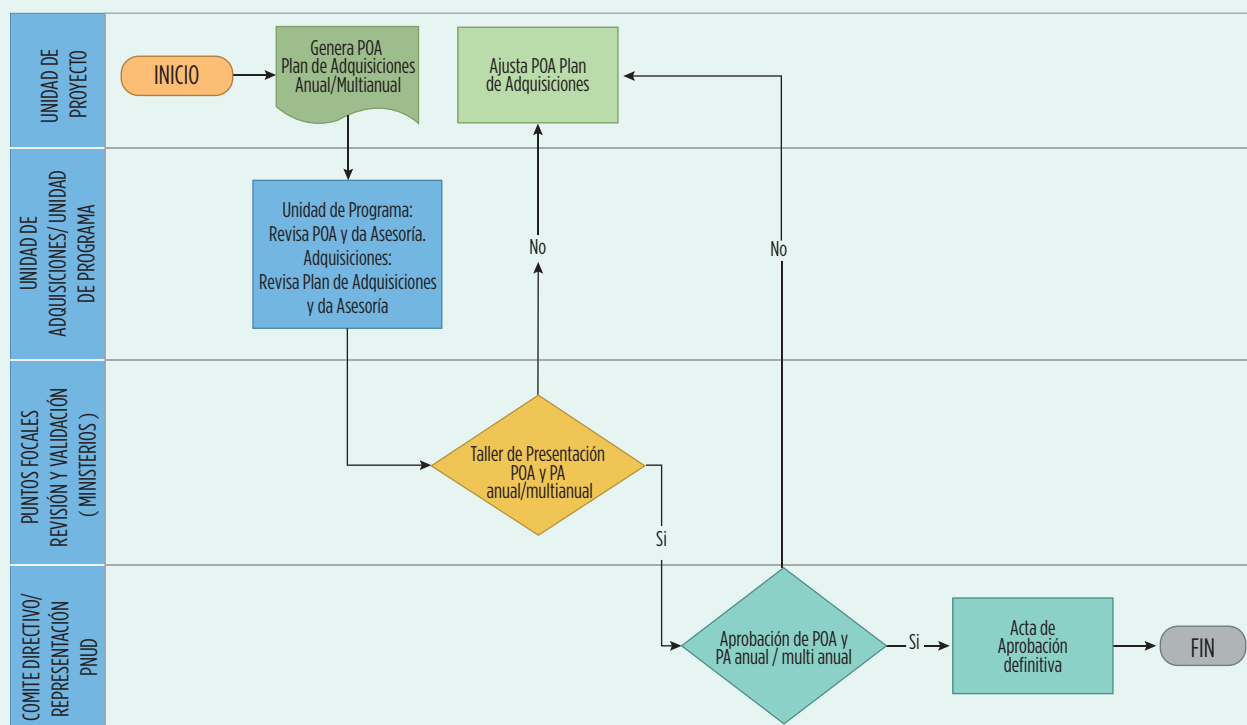 UNIDAD DE
PROYECTO
INICIO
Genera POA
Plan de Adquisiciones
Anual/Multianual
Ajusta POA Plan
de Adquisiciones
UNIDAD DE
ADQUISICIONES/ UNIDAD
DE PROGRAMA
Unidad de Programa:
Revisa POA y da Asesoría.
Adquisiciones:
Revisa Plan de Adquisiciones
y da Asesoría
No
No
PUNTOS FOCALES
REVISIÓN Y VALIDACIÓN
( MINISTERIOS )
Taller de Presentación
POA y PA
anual/multianual
Si
COMITE DIRECTIVO/
REPRESENTACIÓN
PNUD
Aprobación de POA y
PA anual / multi anual
Si
Acta de
Aprobación
definitiva
FIN